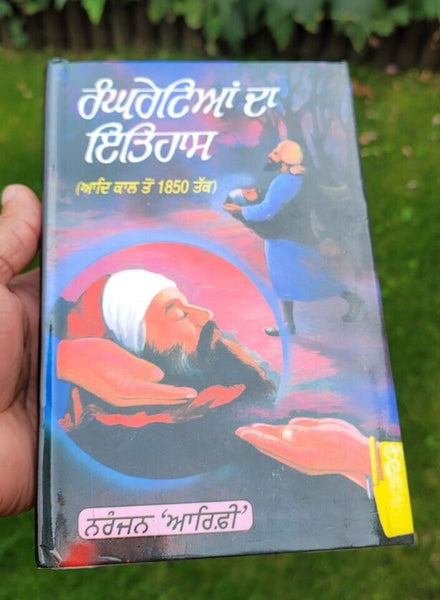 ਰੰਘਰੇਟਿਆਂ ਦਾ
ਇਤਿਹਾਸ
(ਆਦਿ ਕਾਲ ਤੋਂ 1850 ਤੱਕ)
ਨਰੰਜਨ ‘ਆਰਿਫ਼ੀ’